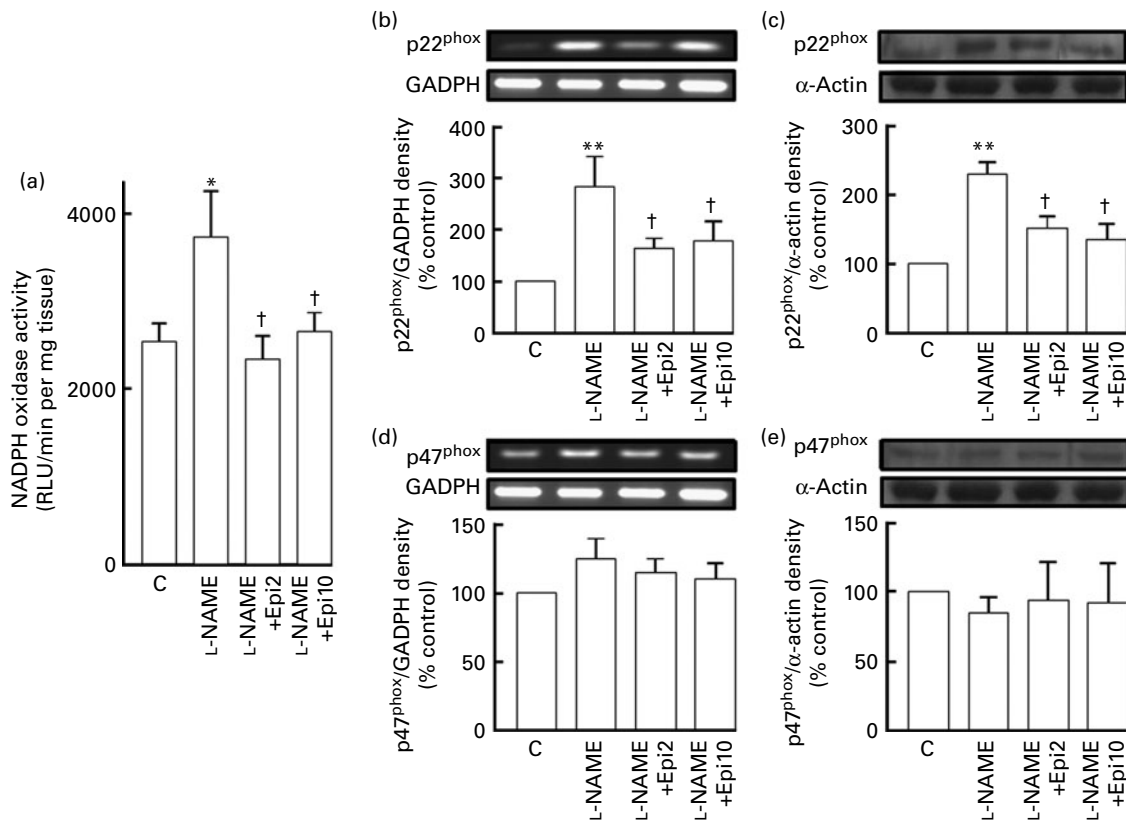 (a)
NADPH oxidase activity
(RLU/min per mg tissue)
4000
2000
0
*
†
†
C
L-NAME
L-NAME
+Epi2
L-NAME
+Epi10
(b)
p22phox
GADPH
p22phox/GADPH density
(% control)
400
300
200
100
0
**
†
†
C
L-NAME
L-NAME
+Epi2
L-NAME
+Epi10
(c)
p22phox
α-Actin
p22phox/α-actin density
(% control)
300
200
100
0
**
†
†
C
L-NAME
L-NAME
+Epi2
L-NAME
+Epi10
(d)
p47phox
GADPH
p47phox/GADPH density
(% control)
150
100
50
0
C
L-NAME
L-NAME
+Epi2
L-NAME
+Epi10
(e)
p47phox
α-Actin
p47phox/α-actin density
(% control)
150
100
50
0
C
L-NAME
L-NAME
+Epi2
L-NAME
+Epi10